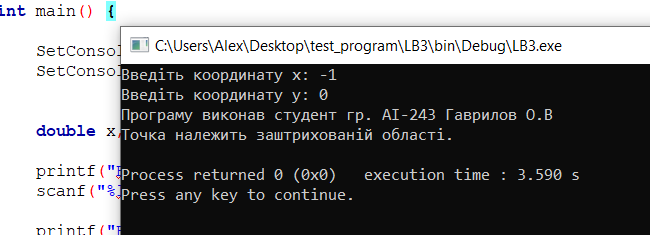 int main() {
C:\Users\Alex\Desktop\test_program\LB3\bin\Debug\LB3.exe
SetConsol
SetConsol
Введіть координату x: -1
Введіть координату y: 0
Програму виконав студент гр. АІ-243 Гаврилов О.В
Точка належить заштрихованій області.
double x,
Process returned 0 (0x0)   execution time : 3.590 s
printf("
Press any key to continue.
scanf("%
printf("